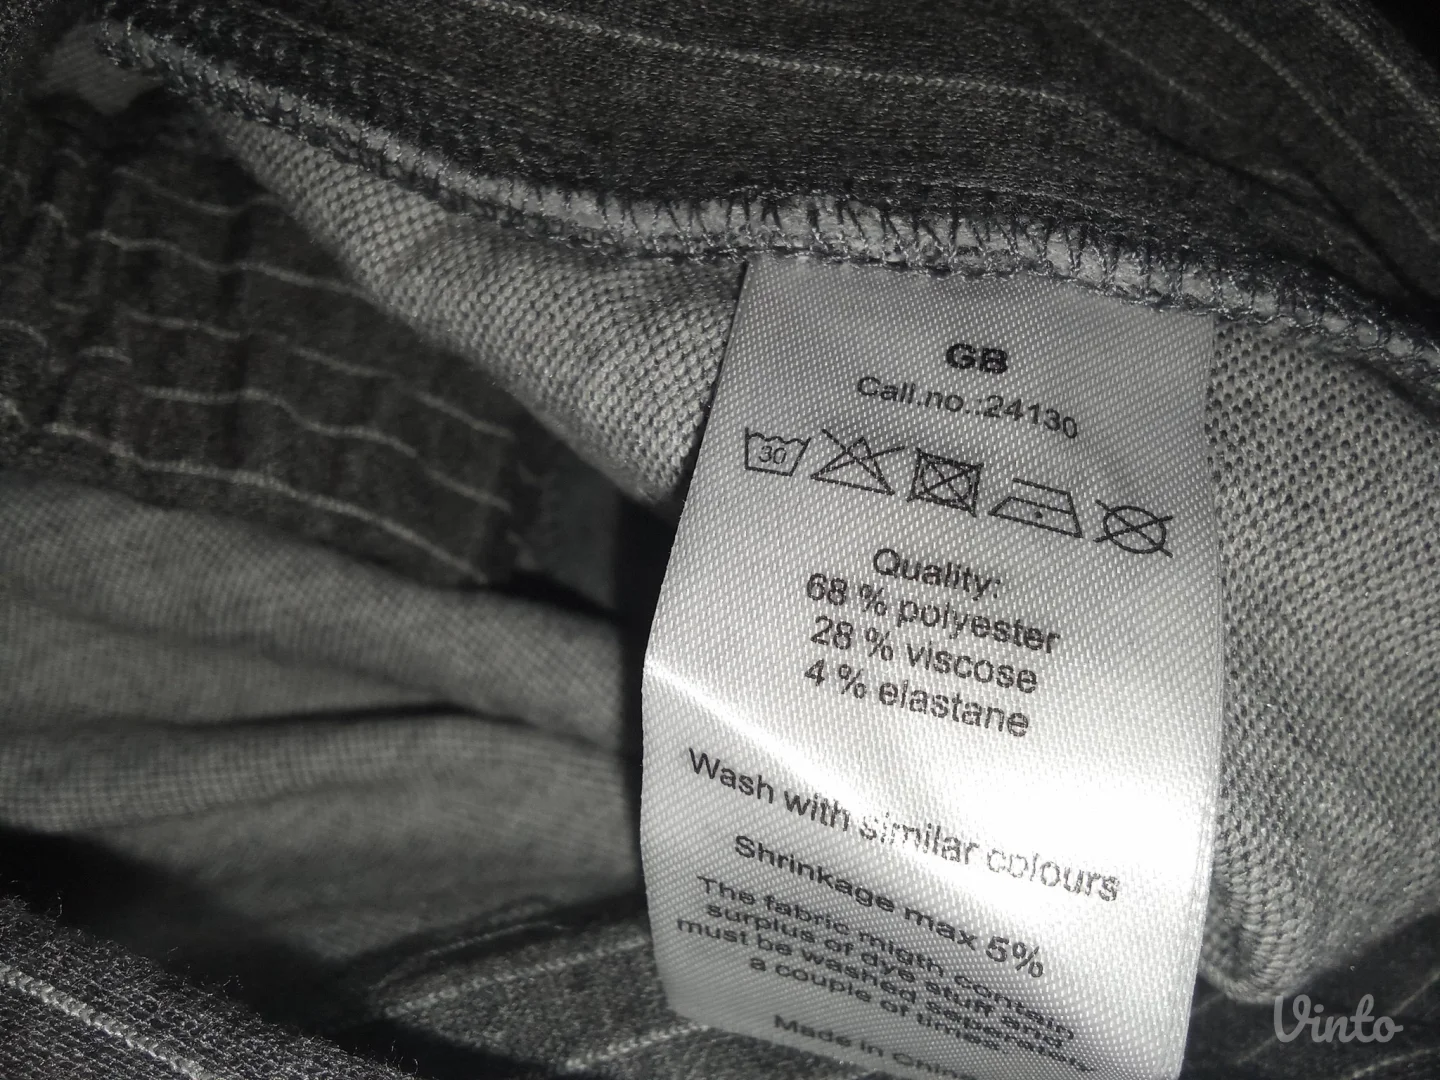 GB
Call.no.:24130
30
Quality:
68 % polyester
28 % viscose
4 % elastane
Wash with similar colours
Shrinkage max 5%
The fabric migth contain
surplus of dye stuff and
must be washed separately
a couple of times
Made in China
Vinto